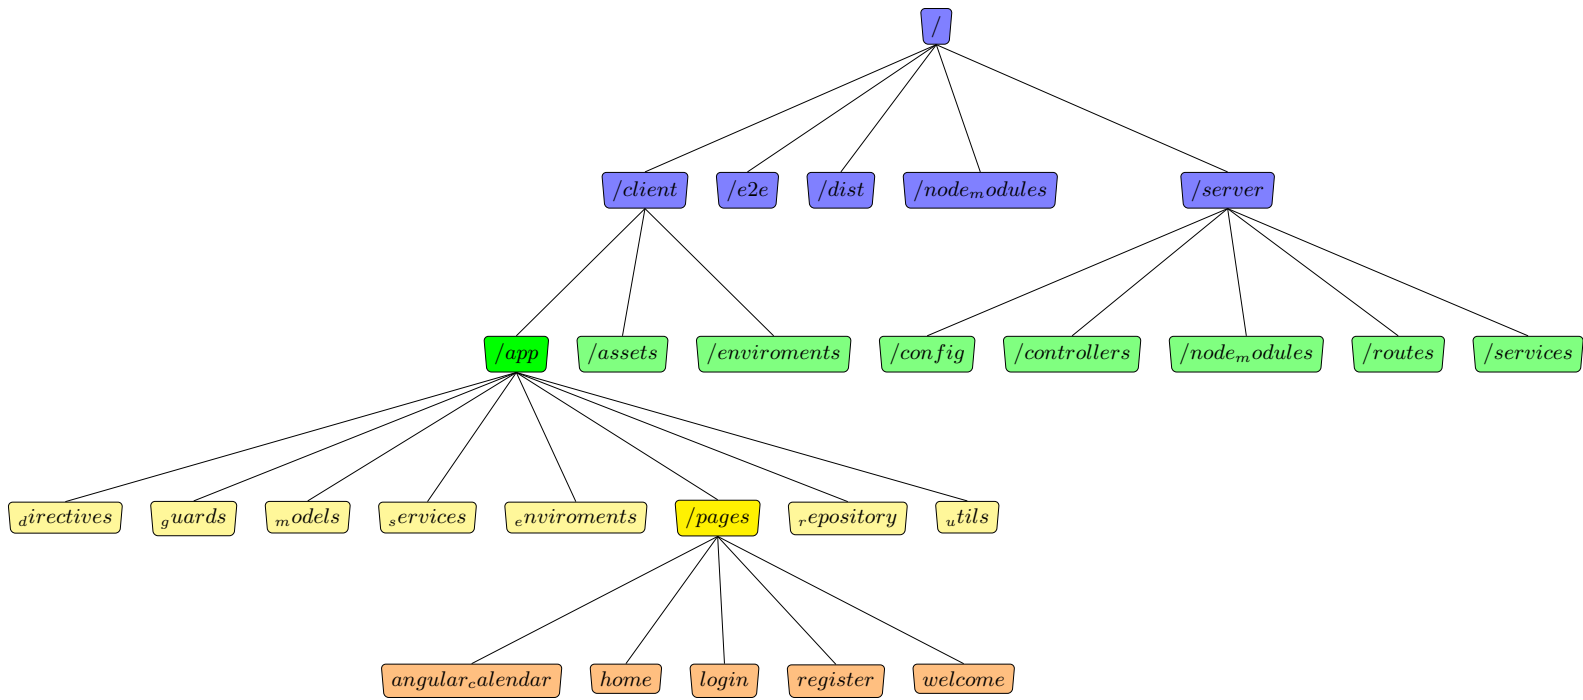 /
/client /e2e /dist /node_modules /server
/app /assets /enviroments /config /controllers /node_modules /routes /services
_directives _guards _models _services _enviroments /pages _repository _utils
angular_calendar home login register welcome